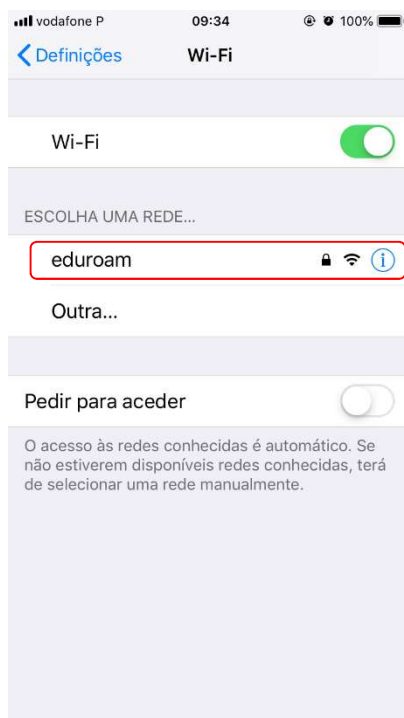 vodafone P 09:34 100%
Definições Wi-Fi
Wi-Fi
ESCOLHA UMA REDE...
eduroam
Outra...
Pedir para aceder
O acesso às redes conhecidas é automático. Se
não estiverem disponíveis redes conhecidas, terá
de selecionar uma rede manualmente.